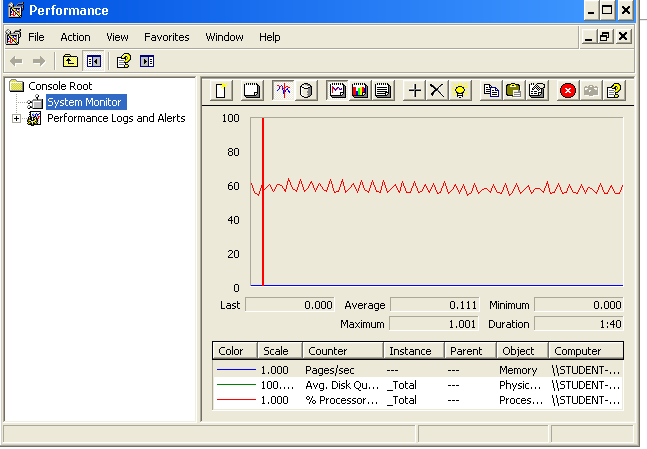 Performance
File Action View Favorites Window Help
Console Root
System Monitor
Performance Logs and Alerts
100
80
60
40
20
0
Last 0.000 Average 0.111 Minimum 0.000
Maximum 1.001 Duration 1:40
Color Scale Counter Instance Parent Object Computer
1.000 Pages/sec --- --- Memory \\STUDENT-...
100.... Avg. Disk Qu... _Total --- Physic... \\STUDENT-...
1.000 % Processor... _Total --- Proces... \\STUDENT-...